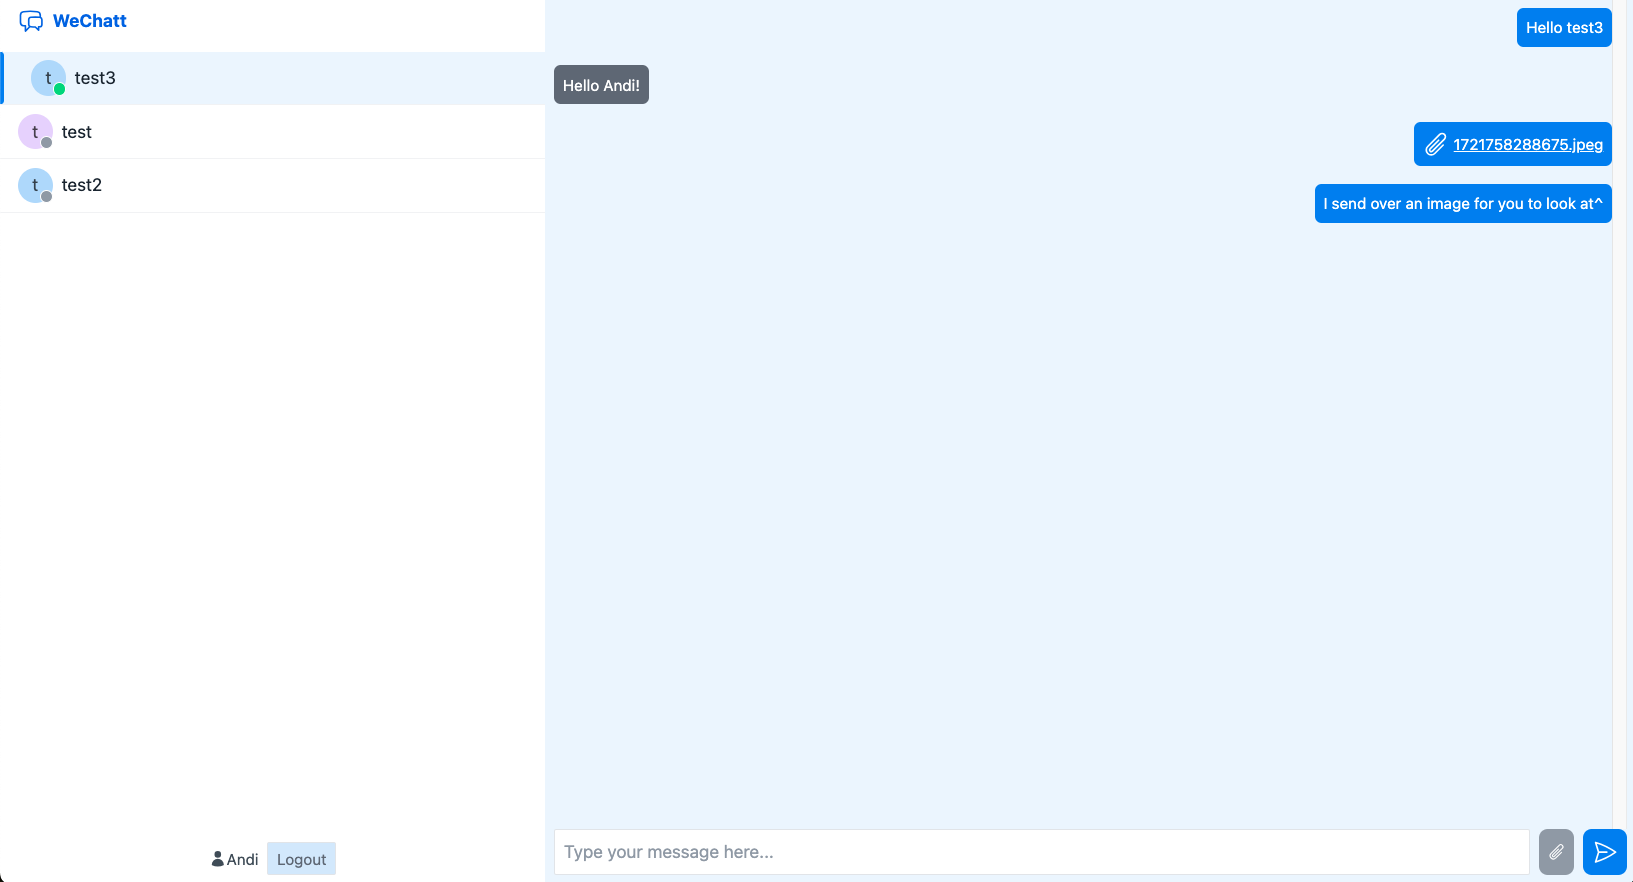 WeChatt
t test3
t test
t test2
Andi Logout
Hello test3
Hello Andi!
1721758288675.jpeg
I send over an image for you to look at^
Type your message here...